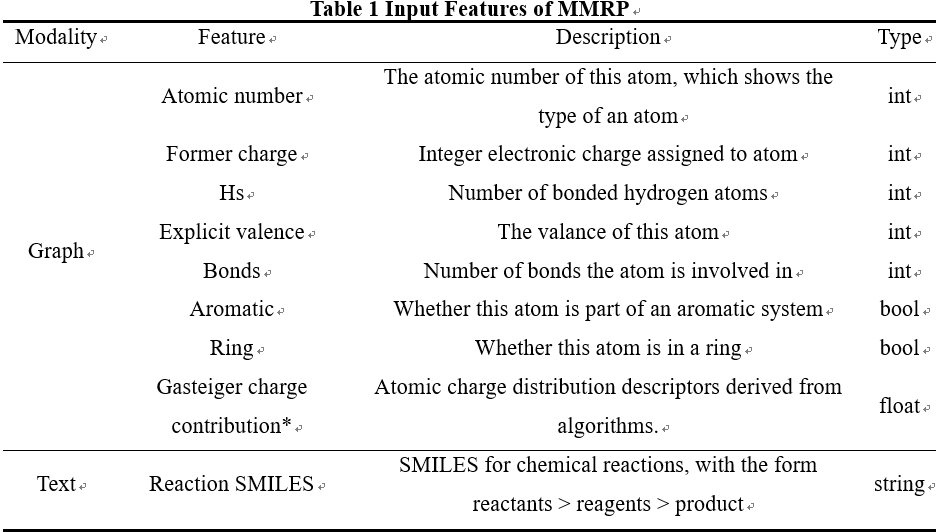 Table 1 Input Features of MMRP
Modality Feature Description Type
Graph
Atomic number
The atomic number of this atom, which shows the
type of an atom
int
Former charge Integer electronic charge assigned to atom int
Hs Number of bonded hydrogen atoms int
Explicit valence The valance of this atom int
Bonds Number of bonds the atom is involved in int
Aromatic Whether this atom is part of an aromatic system bool
Ring Whether this atom is in a ring bool
Gasteiger charge
contribution*
Atomic charge distribution descriptors derived from
algorithms.
float
Text
Reaction SMILES
SMILES for chemical reactions, with the form
reactants > reagents > product
string